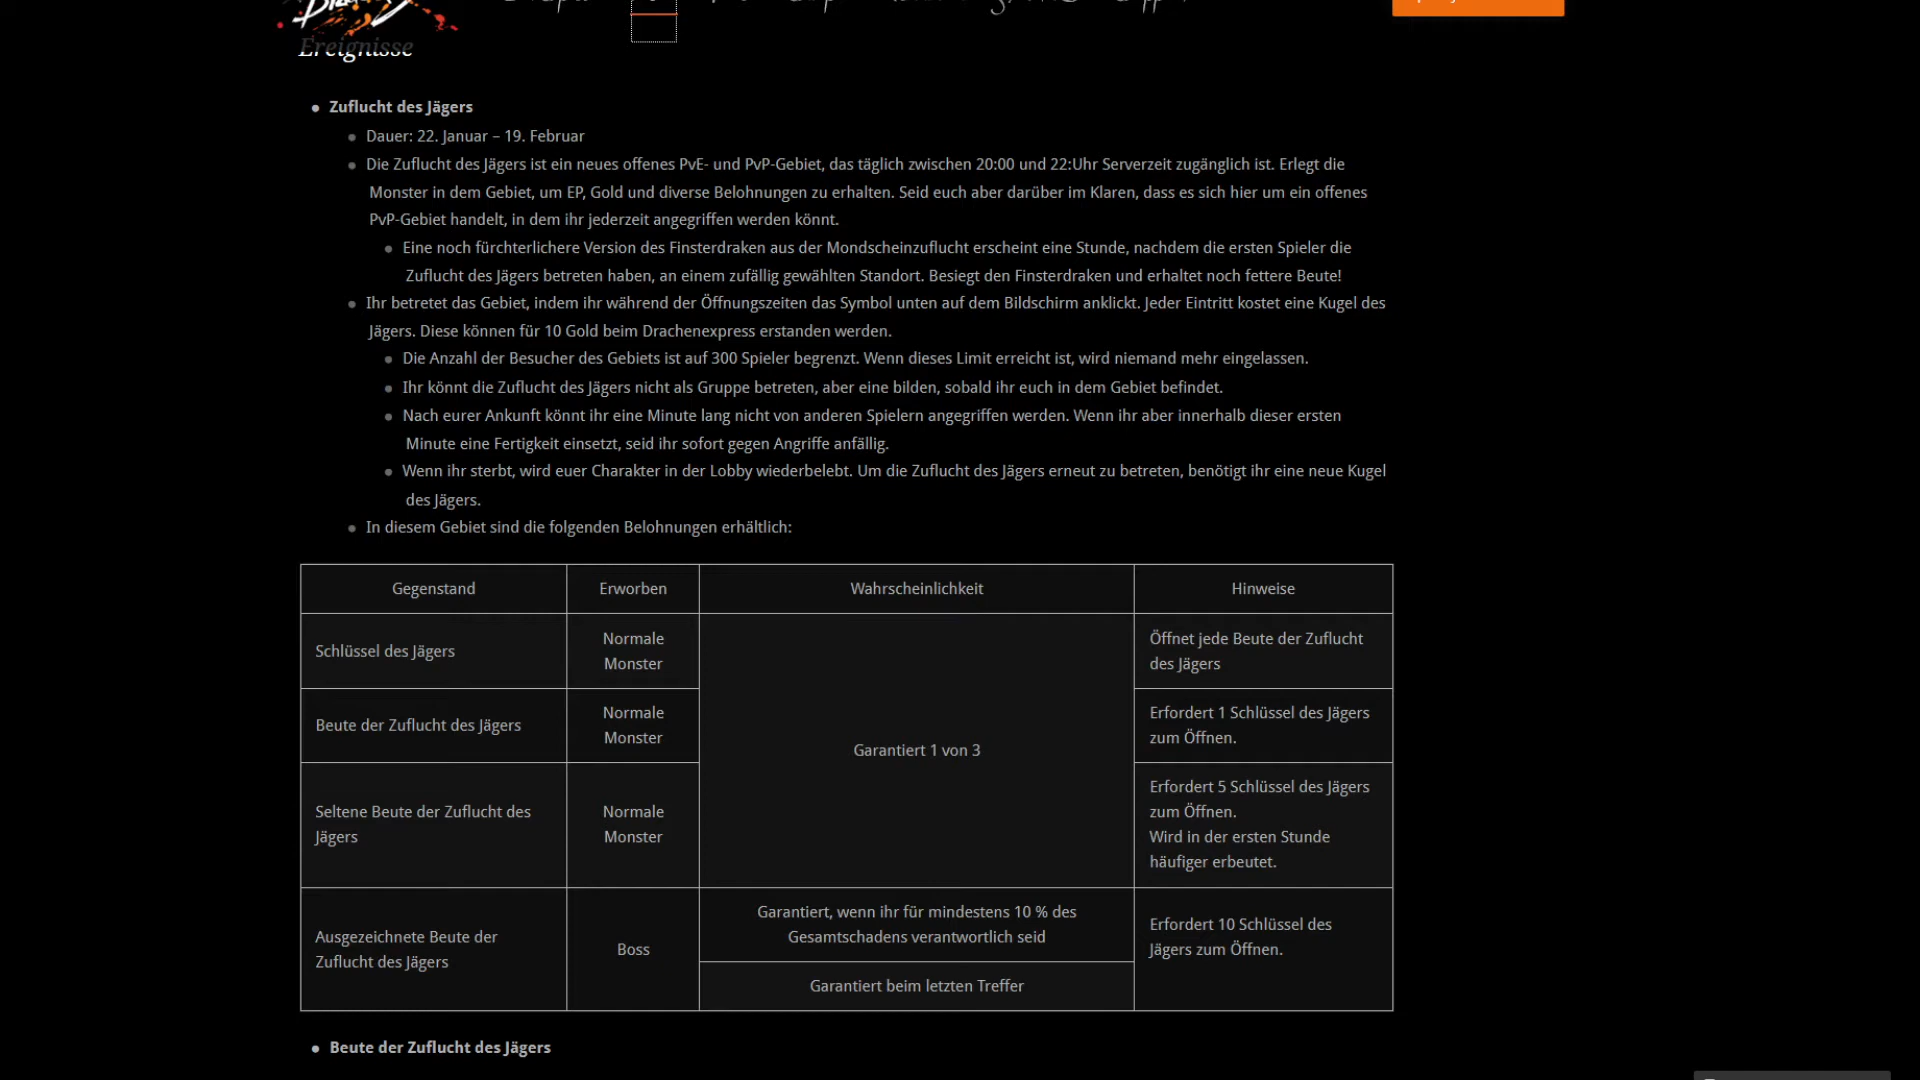 Ereignisse
Zuflucht des Jägers
Dauer: 22. Januar – 19. Februar
Die Zuflucht des Jägers ist ein neues offenes PvE- und PvP-Gebiet, das täglich zwischen 20:00 und 22:Uhr Serverzeit zugänglich ist. Erlegt die
Monster in dem Gebiet, um EP, Gold und diverse Belohnungen zu erhalten. Seid euch aber darüber im Klaren, dass es sich hier um ein offenes
PvP-Gebiet handelt, in dem ihr jederzeit angegriffen werden könnt.
Eine noch fürchterlichere Version des Finsterdraken aus der Mondscheinzuflucht erscheint eine Stunde, nachdem die ersten Spieler die
Zuflucht des Jägers betreten haben, an einem zufällig gewählten Standort. Besiegt den Finsterdraken und erhaltet noch fettere Beute!
Ihr betretet das Gebiet, indem ihr während der Öffnungszeiten das Symbol unten auf dem Bildschirm anklickt. Jeder Eintritt kostet eine Kugel des
Jägers. Diese können für 10 Gold beim Drachenexpress erstanden werden.
Die Anzahl der Besucher des Gebiets ist auf 300 Spieler begrenzt. Wenn dieses Limit erreicht ist, wird niemand mehr eingelassen.
Ihr könnt die Zuflucht des Jägers nicht als Gruppe betreten, aber eine bilden, sobald ihr euch in dem Gebiet befindet.
Nach eurer Ankunft könnt ihr eine Minute lang nicht von anderen Spielern angegriffen werden. Wenn ihr aber innerhalb dieser ersten
Minute eine Fertigkeit einsetzt, seid ihr sofort gegen Angriffe anfällig.
Wenn ihr sterbt, wird euer Charakter in der Lobby wiederbelebt. Um die Zuflucht des Jägers erneut zu betreten, benötigt ihr eine neue Kugel
des Jägers.
In diesem Gebiet sind die folgenden Belohnungen erhältlich:
Gegenstand Erworben Wahrscheinlichkeit Hinweise
Schlüssel des Jägers
Normale
Monster
Öffnet jede Beute der Zuflucht
des Jägers
Beute der Zuflucht des Jägers
Normale
Monster
Garantiert 1 von 3
Erfordert 1 Schlüssel des Jägers
zum Öffnen.
Seltene Beute der Zuflucht des
Jägers
Normale
Monster
Erfordert 5 Schlüssel des Jägers
zum Öffnen.
Wird in der ersten Stunde
häufiger erbeutet.
Ausgezeichnete Beute der
Zuflucht des Jägers
Boss
Garantiert, wenn ihr für mindestens 10 % des
Gesamtschadens verantwortlich seid
Garantiert beim letzten Treffer
Erfordert 10 Schlüssel des
Jägers zum Öffnen.
Beute der Zuflucht des Jägers